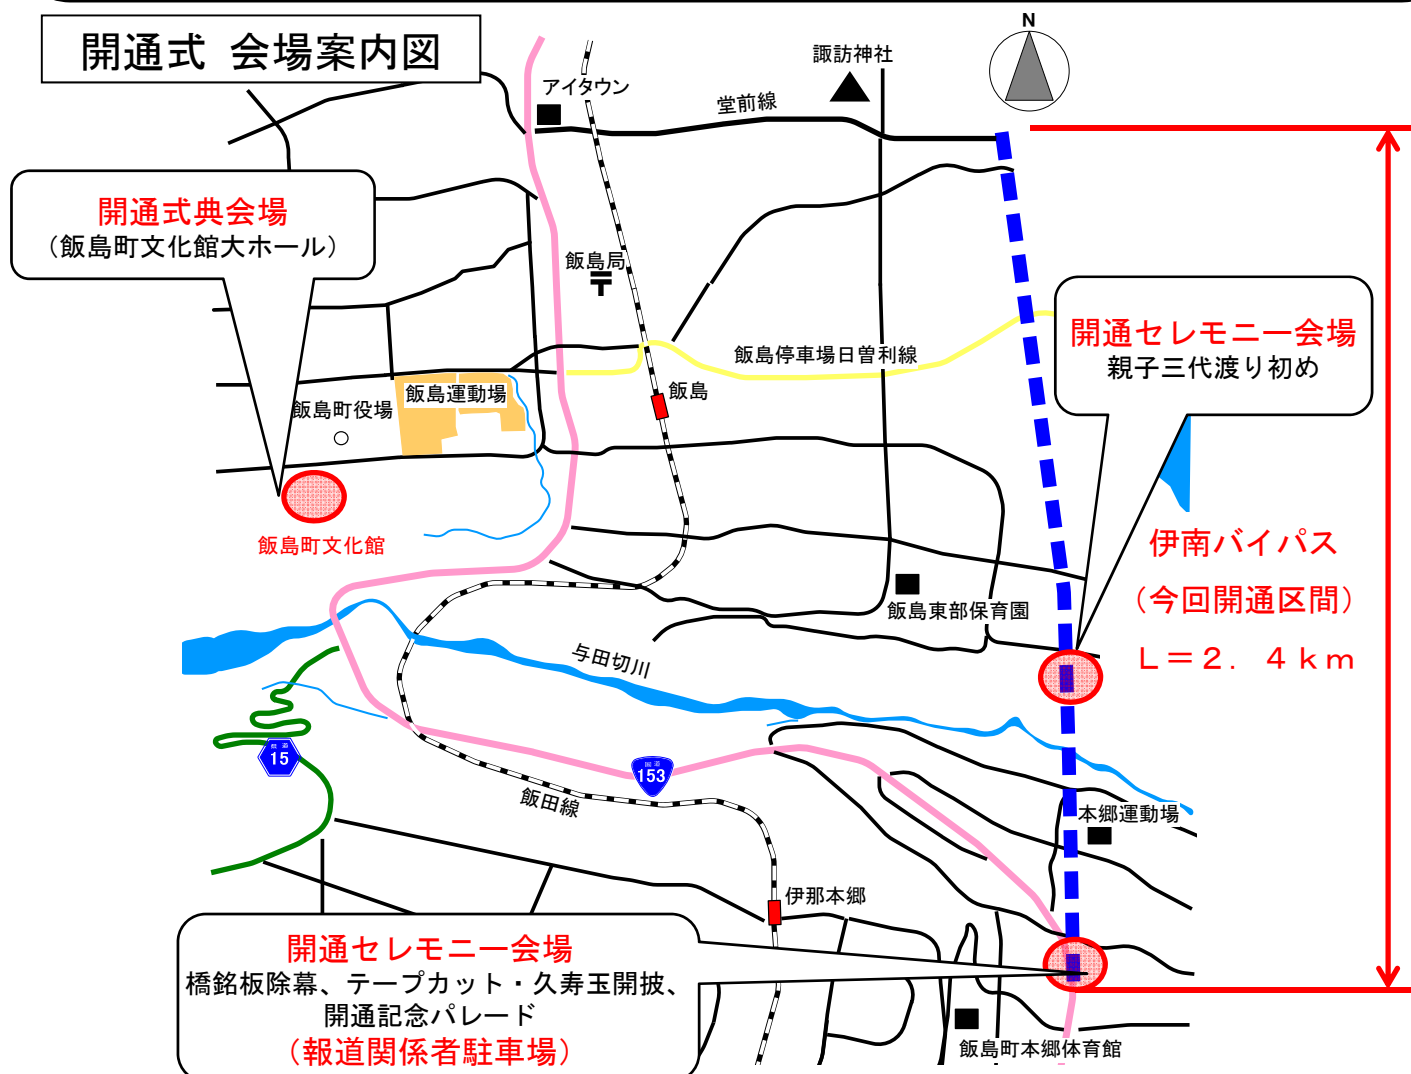 開通式 会場案内図
N
諏訪神社
アイタウン
堂前線
開通式典会場
（飯島町文化館大ホール）
飯島局
〒
開通セレモニー会場
親子三代渡り初め
飯島停車場日曽利線
飯島
飯島運動場
飯島町役場
飯島町文化館
伊南バイパス
（今回開通区間）
Ｌ＝２．４ｋｍ
飯島東部保育園
与田切川
県道
15
国道
153
飯田線
本郷運動場
伊那本郷
開通セレモニー会場
橋銘板除幕、テープカット・久寿玉開披、
開通記念パレード
（報道関係者駐車場）
飯島町本郷体育館